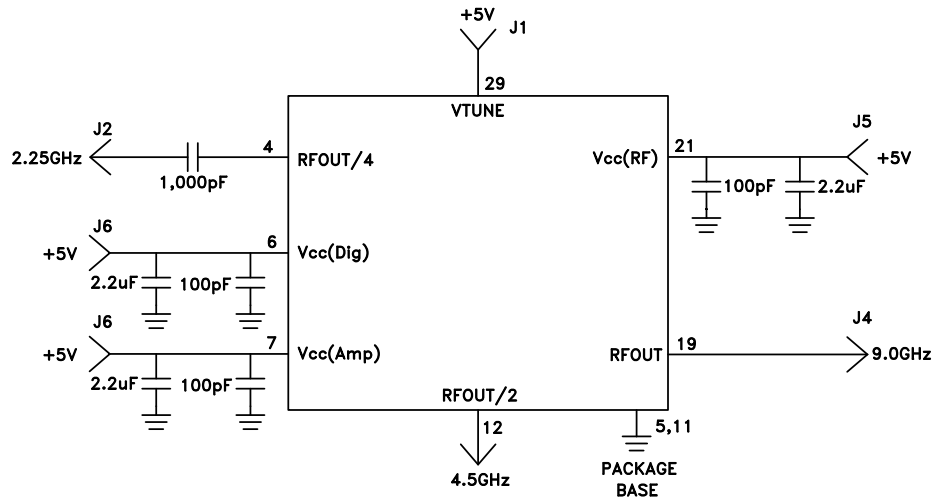 +5V
J1
29
VTUNE
J2
2.25GHz
1,000pF
4
RFOUT/4
21
Vcc(RF)
J5
+5V
100pF
2.2uF
J6
+5V
6
Vcc(Dig)
2.2uF
100pF
J6
+5V
7
Vcc(Amp)
2.2uF
100pF
19
RFOUT
J4
9.0GHz
RFOUT/2
12
4.5GHz
5,11
PACKAGE
BASE